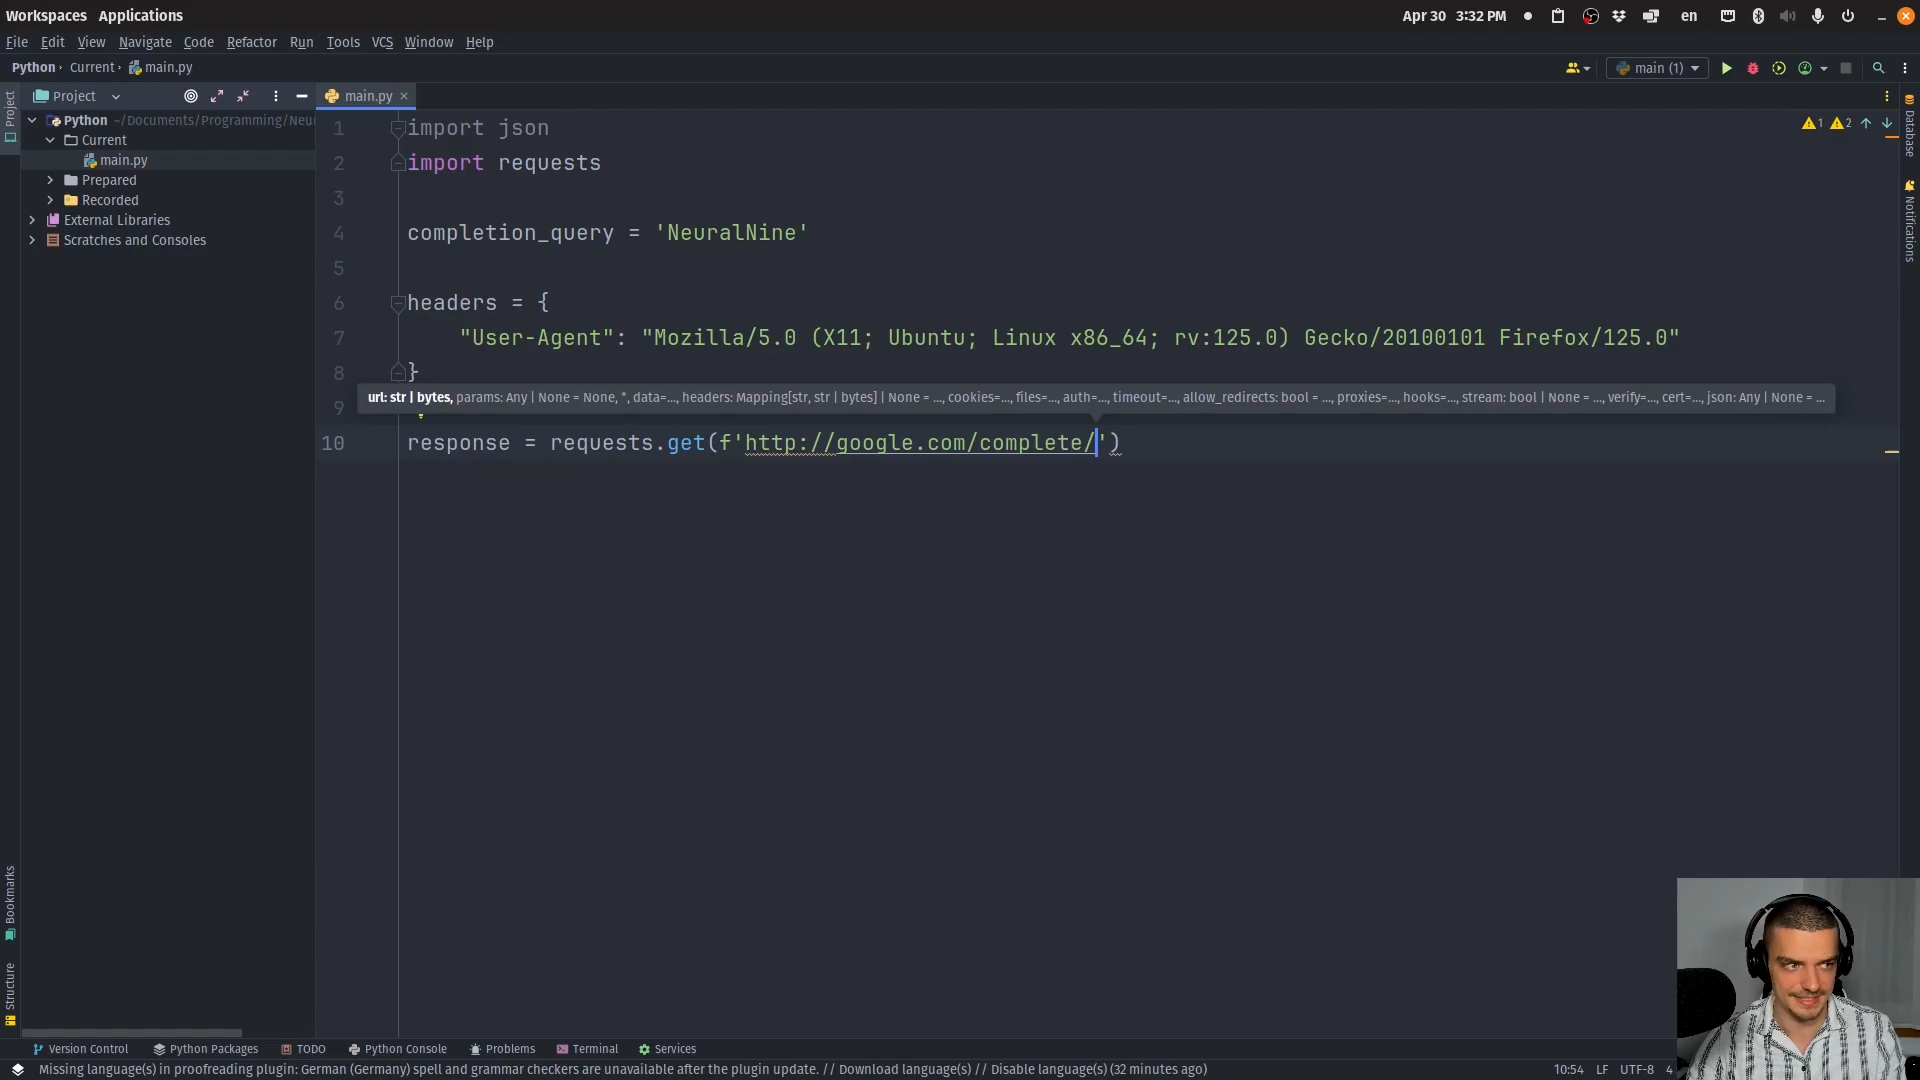 Workspaces Applications
Apr 30 3:32 PM
en
File Edit View Navigate Code Refactor Run Tools VCS Window Help
Python Current main.py
main (1)
Project
main.py
Project
Python ~/Documents/Programming/Neu
Current
main.py
Prepared
Recorded
External Libraries
Scratches and Consoles
1 import json
2 import requests
3
4 completion_query = 'NeuralNine'
5
6 headers = {
7 "User-Agent": "Mozilla/5.0 (X11; Ubuntu; Linux x86_64; rv:125.0) Gecko/20100101 Firefox/125.0"
8 }
url: str | bytes, params: Any | None = None, *, data=..., headers: Mapping[str, str | bytes] | None = ..., cookies=..., files=..., auth=..., timeout=..., allow_redirects: bool = ..., proxies=..., hooks=..., stream: bool | None = ..., verify=..., cert=..., json: Any | None = ...
9
10 response = requests.get(f'http://google.com/complete/')
1 2
Database
Notifications
Bookmarks
Structure
Version Control Python Packages TODO Python Console Problems Terminal Services
Missing language(s) in proofreading plugin: German (Germany) spell and grammar checkers are unavailable after the plugin update. // Download language(s) // Disable language(s) (32 minutes ago)
10:54 LF UTF-8 4